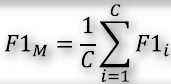 $F1_M = \frac{1}{C}\sum_{i=1}^{C} F1_i$